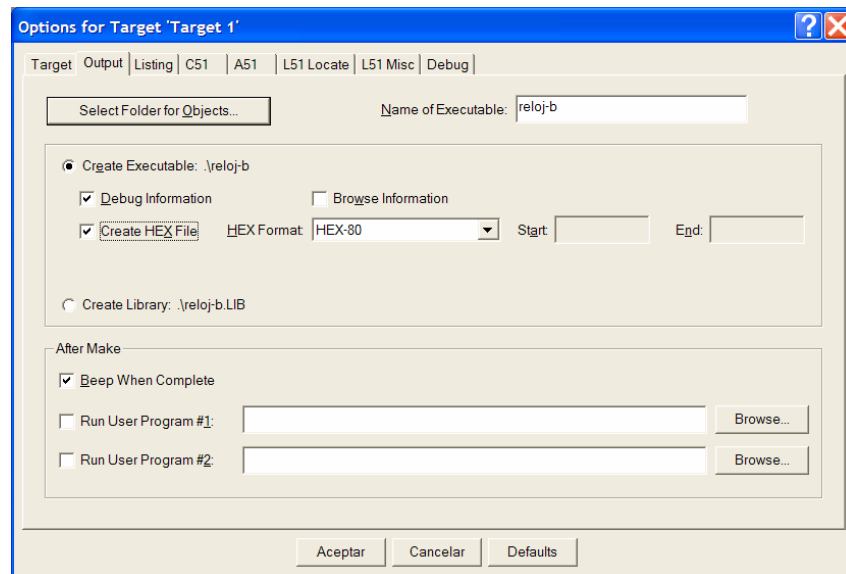 Options for Target 'Target 1'
Target Output Listing C51 A51 L51 Locate L51 Misc Debug
Select Folder for Objects... Name of Executable: reloj-b
Create Executable: .\reloj-b
Debug Information Browse Information
Create HEX File HEX Format HEX-80 Start End:
Create Library: .\reloj-b.LIB
After Make
Beep When Complete
Run User Program #1: Browse...
Run User Program #2: Browse...
Aceptar Cancelar Defaults